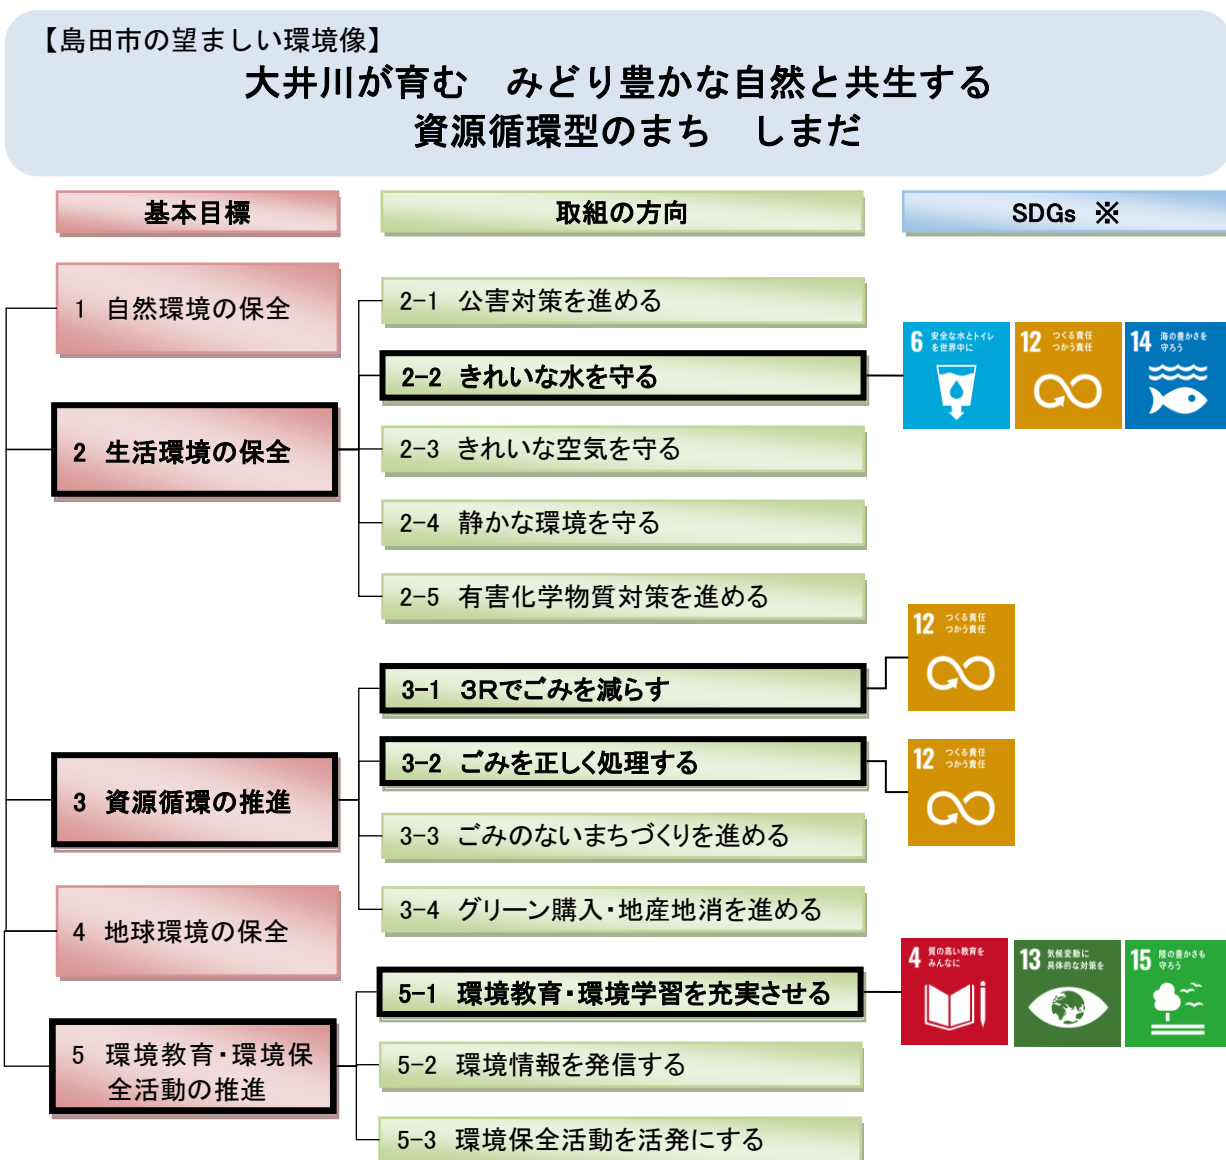 【島田市の望ましい環境像】
大井川が育む　みどり豊かな自然と共生する
資源循環型のまち　しまだ
基本目標
取組の方向
SDGs ※
1 自然環境の保全
2 生活環境の保全
3 資源循環の推進
4 地球環境の保全
5 環境教育・環境保
全活動の推進
2-1 公害対策を進める
2-2 きれいな水を守る
2-3 きれいな空気を守る
2-4 静かな環境を守る
2-5 有害化学物質対策を進める
3-1 3Rでごみを減らす
3-2 ごみを正しく処理する
3-3 ごみのないまちづくりを進める
3-4 グリーン購入・地産地消を進める
5-1 環境教育・環境学習を充実させる
5-2 環境情報を発信する
5-3 環境保全活動を活発にする
6 安全な水とトイレ
を世界中に
12 つくる責任
つかう責任
14 海の豊かさを
守ろう
12 つくる責任
つかう責任
12 つくる責任
つかう責任
4 質の高い教育を
みんなに
13 気候変動に
具体的な対策を
15 陸の豊かさも
守ろう